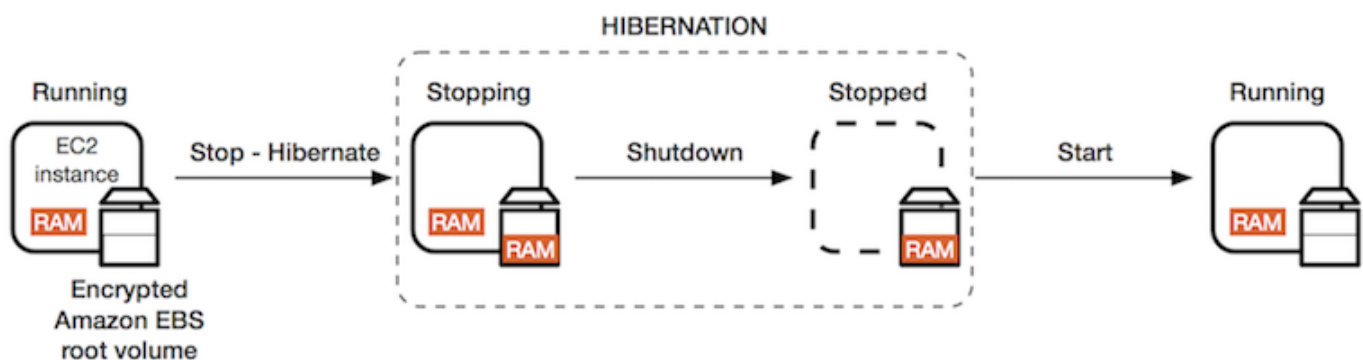 HIBERNATION
Running
Stopping
Stopped
Running
EC2
instance
Stop - Hibernate
Shutdown
Start
RAM
RAM
RAM
RAM
RAM
Encrypted
Amazon EBS
root volume